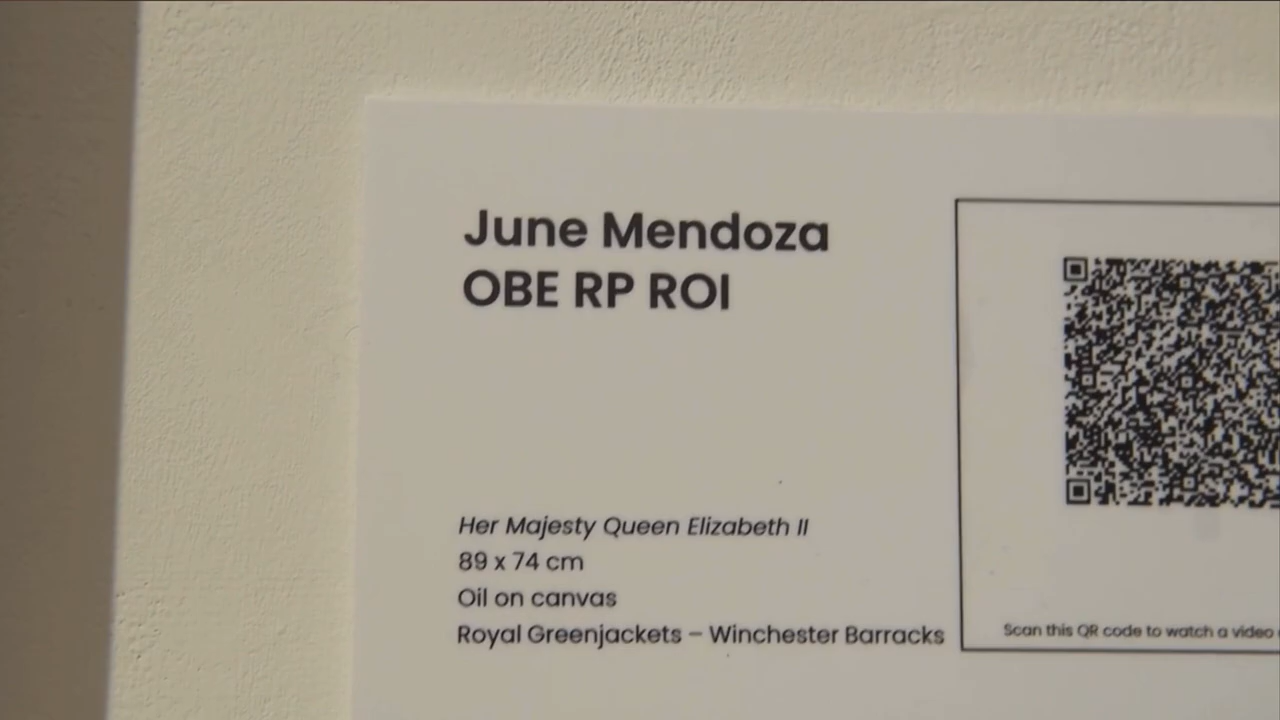 June Mendoza
OBE RP ROI
Her Majesty Queen Elizabeth II
89 x 74 cm
Oil on canvas
Royal Greenjackets – Winchester Barracks
Scan this QR code to watch a video